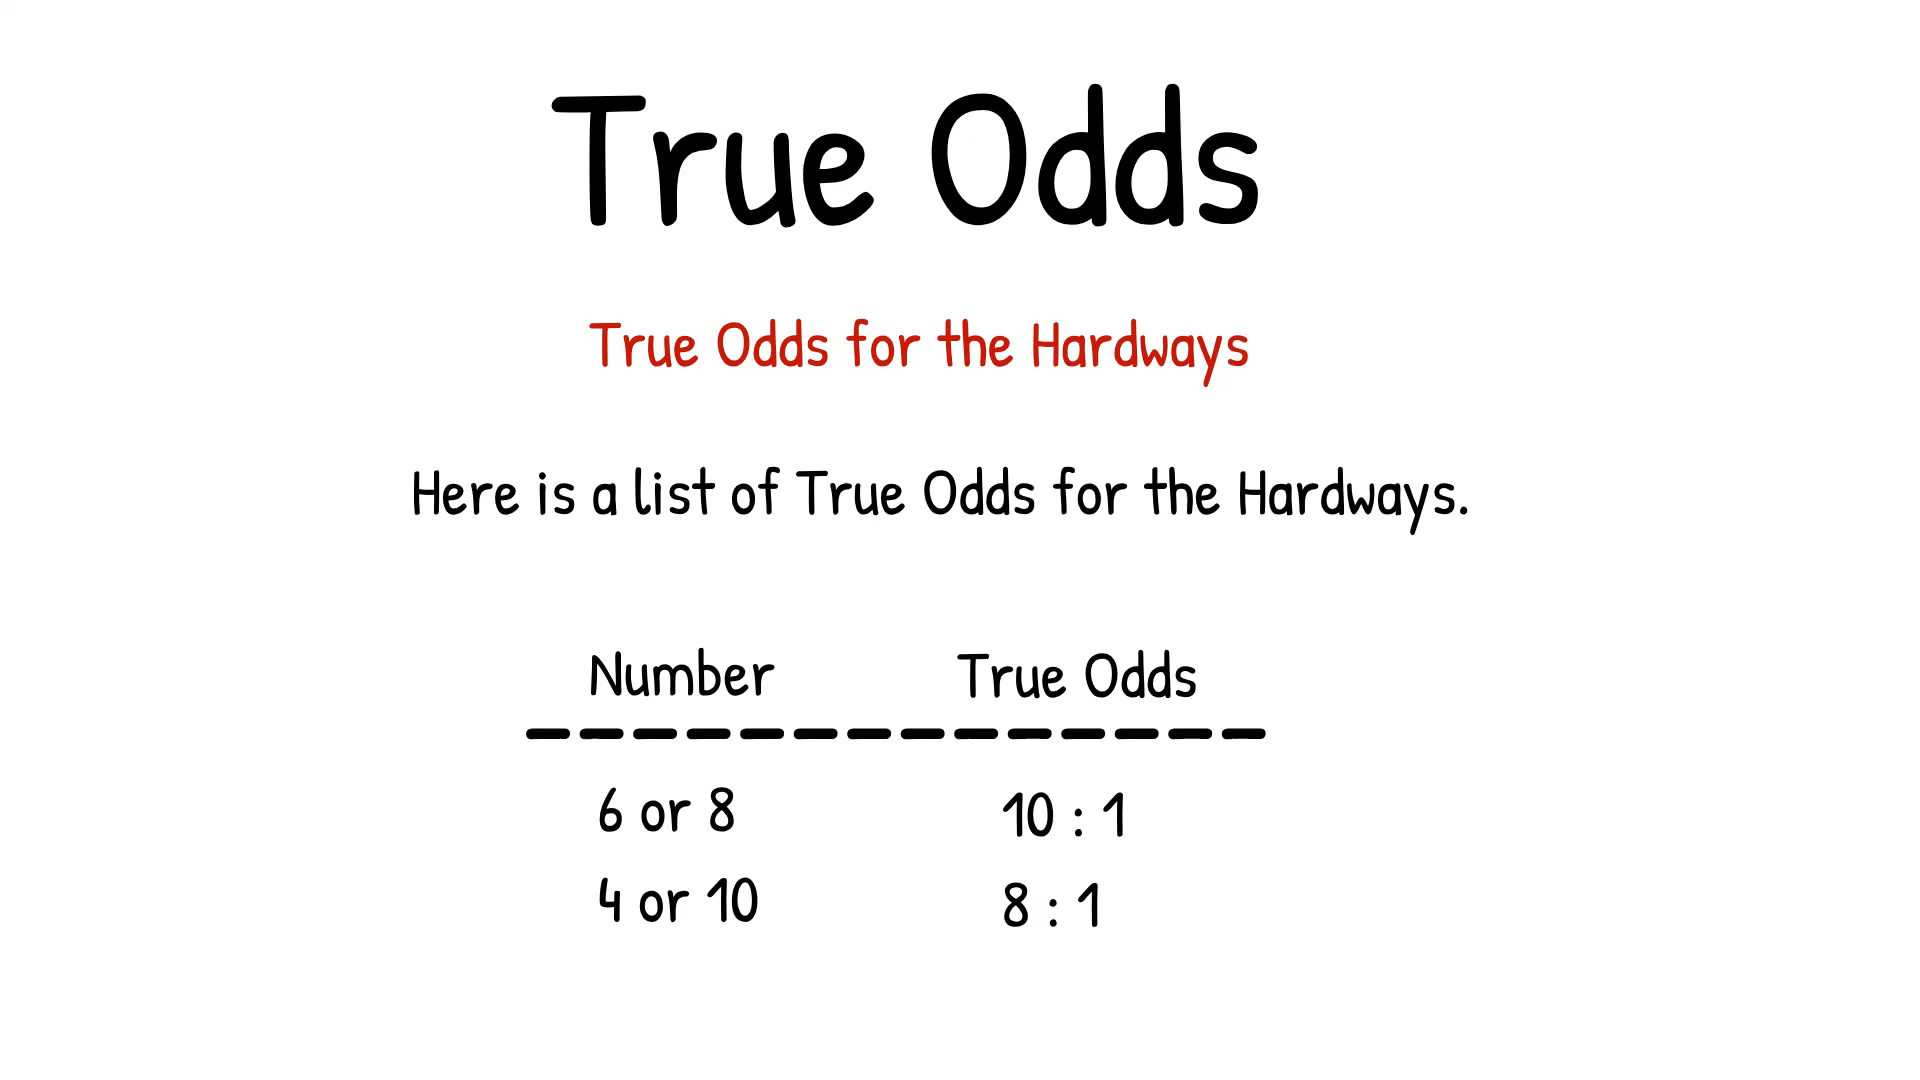 True Odds
True Odds for the Hardways
Here is a list of True Odds for the Hardways.
Number True Odds
6 or 8 10 : 1
4 or 10 8 : 1